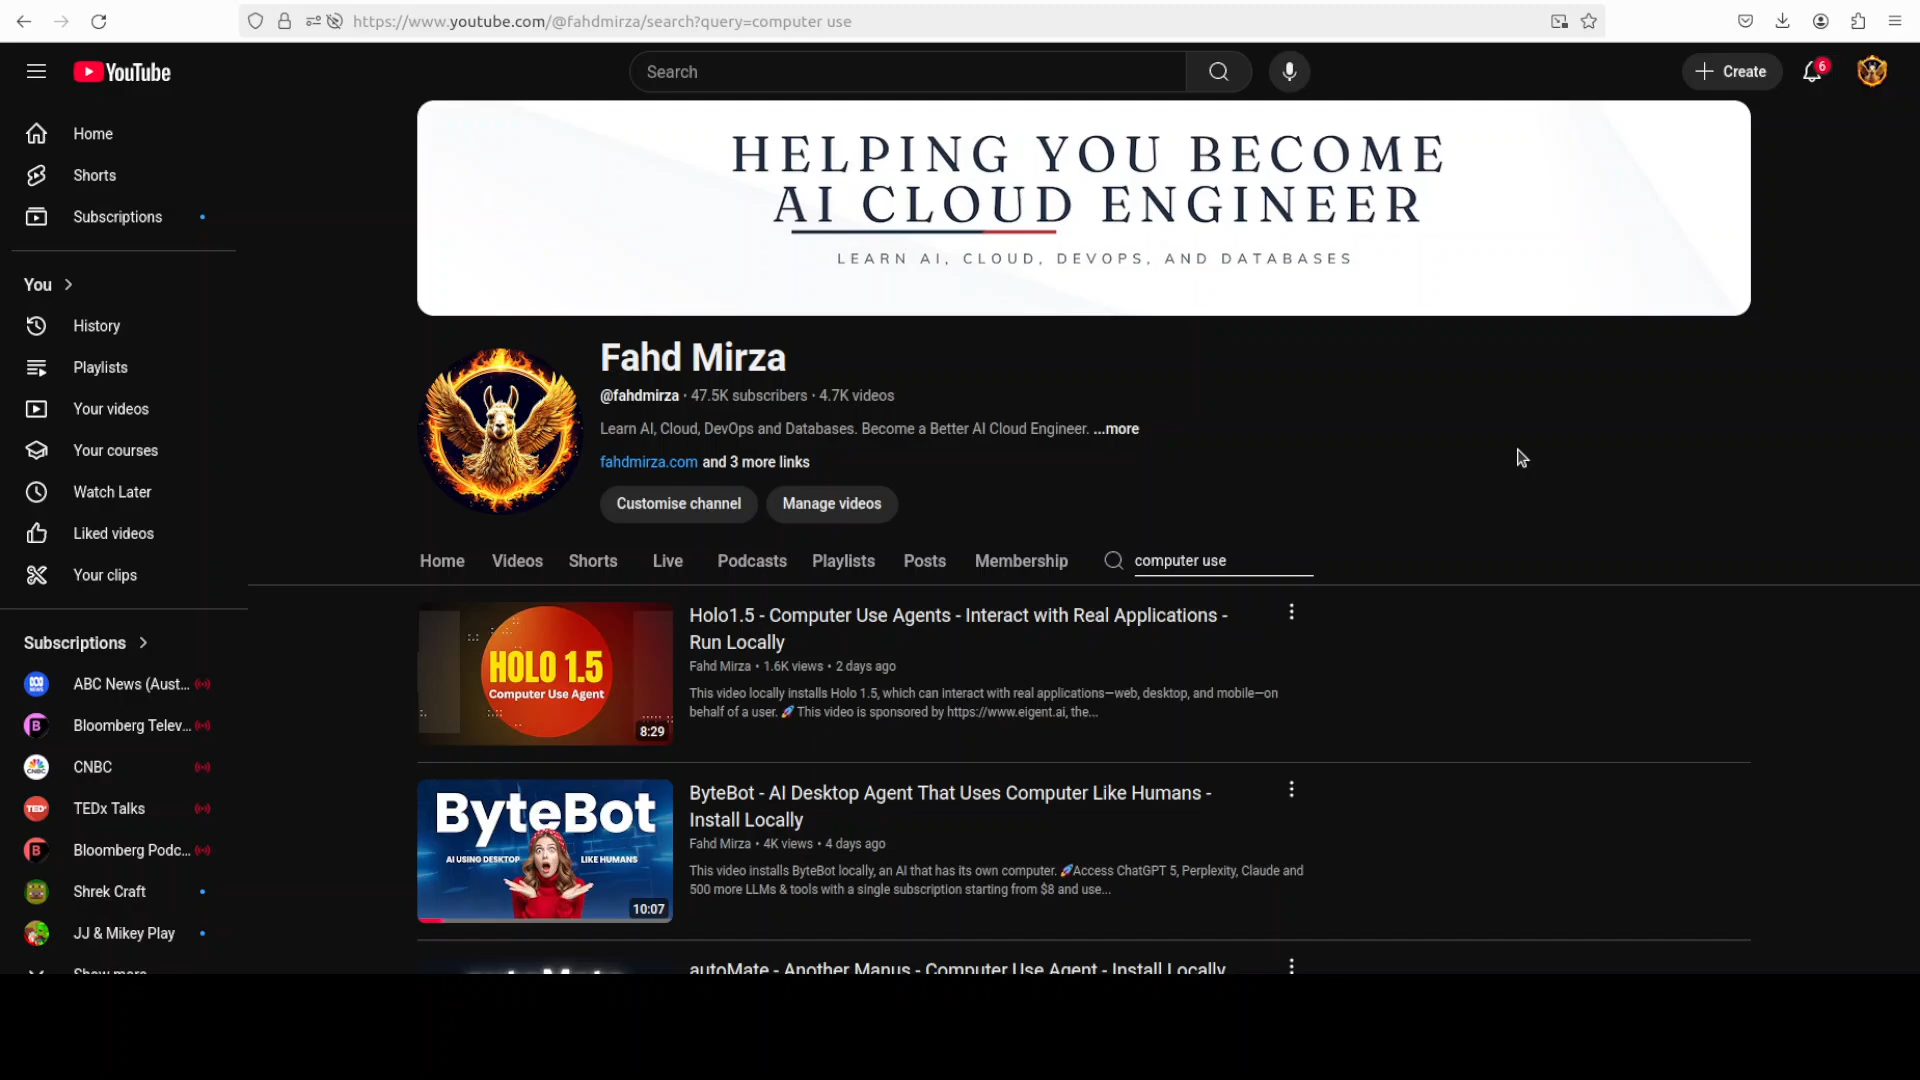 https://www.youtube.com/@fahdmirza/search?query=computer use
YouTube
Search
Create
6
Home
Shorts
Subscriptions
You
History
Playlists
Your videos
Your courses
Watch Later
Liked videos
Your clips
Subscriptions
ABC News (Aust...
Bloomberg Telev...
CNBC
TEDx Talks
Bloomberg Podc...
Shrek Craft
JJ & Mikey Play
Show more
HELPING YOU BECOME
AI CLOUD ENGINEER
LEARN AI, CLOUD, DEVOPS, AND DATABASES
Fahd Mirza
@fahdmirza · 47.5K subscribers · 4.7K videos
Learn AI, Cloud, DevOps and Databases. Become a Better AI Cloud Engineer. ...more
fahdmirza.com and 3 more links
Customise channel Manage videos
Home Videos Shorts Live Podcasts Playlists Posts Membership computer use
HOLO 1.5
Computer Use Agent
8:29
Holo1.5 - Computer Use Agents - Interact with Real Applications -
Run Locally
Fahd Mirza • 1.6K views • 2 days ago
This video locally installs Holo 1.5, which can interact with real applications—web, desktop, and mobile—on
behalf of a user. 🚀 This video is sponsored by https://www.eigent.ai, the...
ByteBot
AI USING DESKTOP LIKE HUMANS
10:07
ByteBot - AI Desktop Agent That Uses Computer Like Humans -
Install Locally
Fahd Mirza • 4K views • 4 days ago
This video installs ByteBot locally, an AI that has its own computer. 🚀Access ChatGPT 5, Perplexity, Claude and
500 more LLMs & tools with a single subscription starting from $8 and use...
autoMate - Another Manus - Computer Use Agent - Install Locally